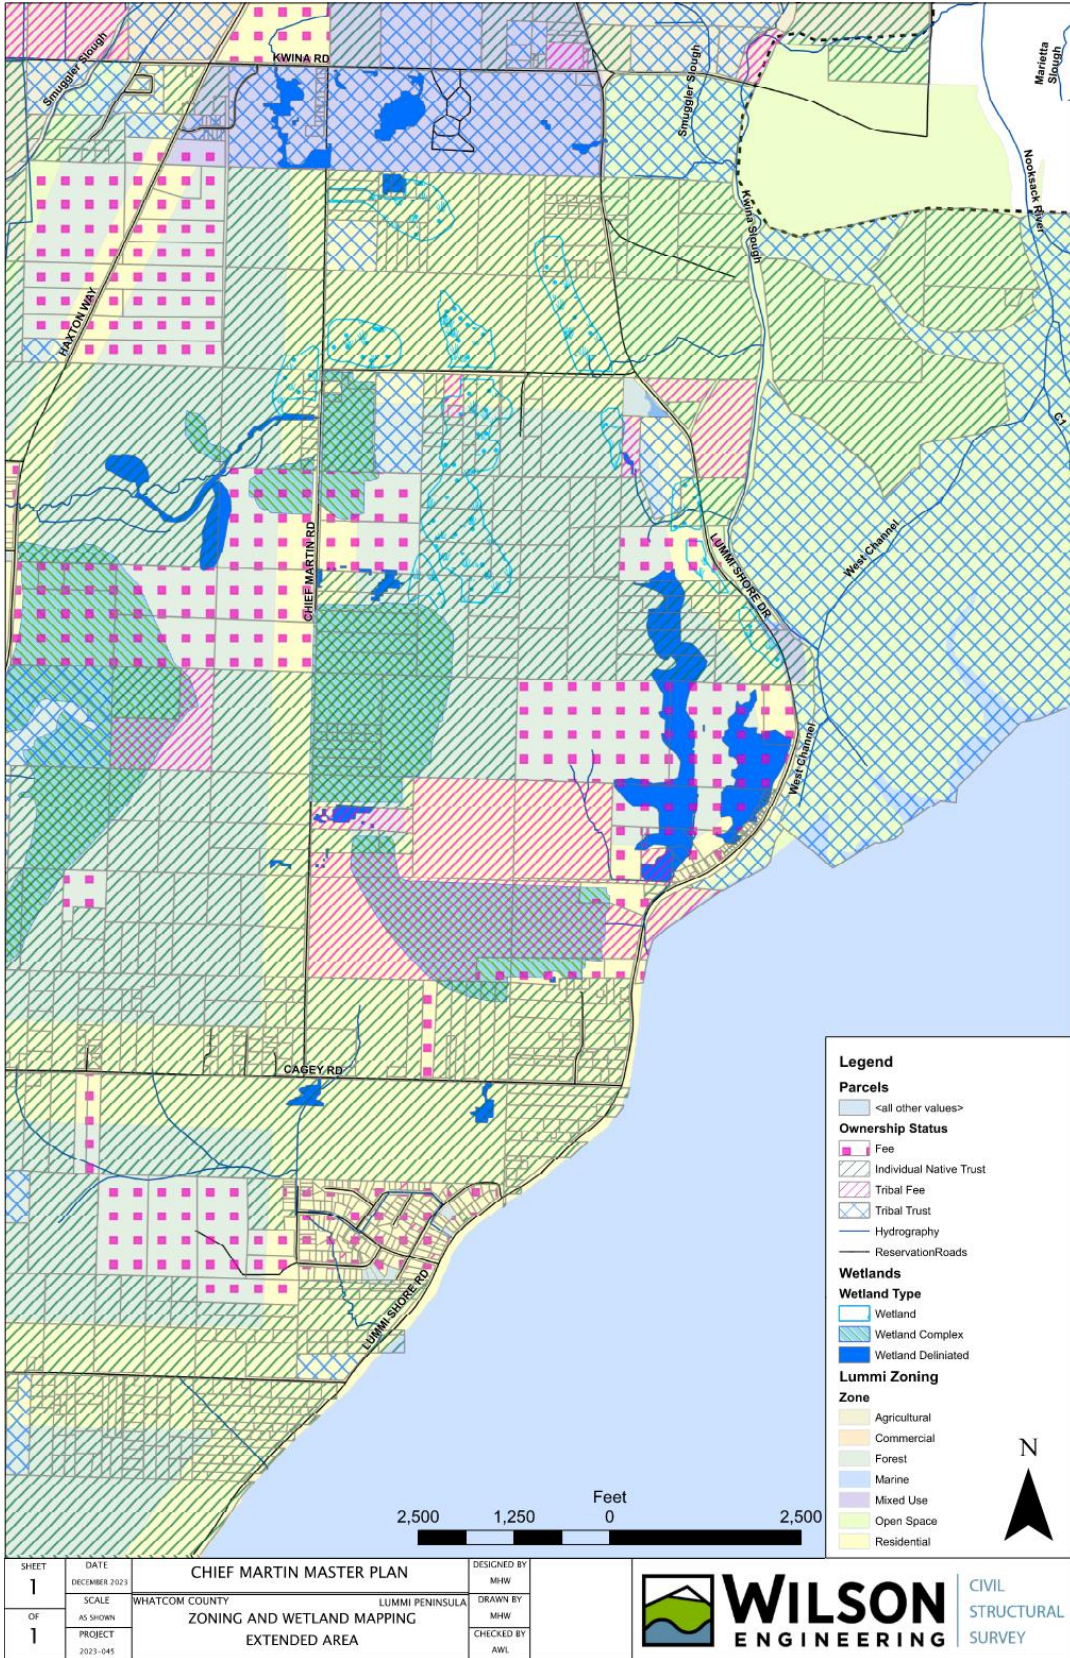 KWINA RD
Smuggler Slough
Smuggler Slough
Marietta
Slough
Nooksack River
Kwina Slough
HAXTON WAY
C1
CHIEF MARTIN RD
LUMMI SHORE DR
West Channel
West Channel
CAGEY RD
LUMMI SHORE RD
Legend
Parcels
<all other values>
Ownership Status
Fee
Individual Native Trust
Tribal Fee
Tribal Trust
Hydrography
ReservationRoads
Wetlands
Wetland Type
Wetland
Wetland Complex
Wetland Deliniated
Lummi Zoning
Zone
Agricultural
Commercial
Forest
Marine
Mixed Use
Open Space
Residential
N
Feet
2,500 1,250 0 2,500
SHEET
1
OF
1
DATE
DECEMBER 2023
SCALE
AS SHOWN
PROJECT
2023-045
CHIEF MARTIN MASTER PLAN
WHATCOM COUNTY LUMMI PENINSULA
ZONING AND WETLAND MAPPING
EXTENDED AREA
DESIGNED BY
MHW
DRAWN BY
MHW
CHECKED BY
AWL
WILSON
ENGINEERING
CIVIL
STRUCTURAL
SURVEY